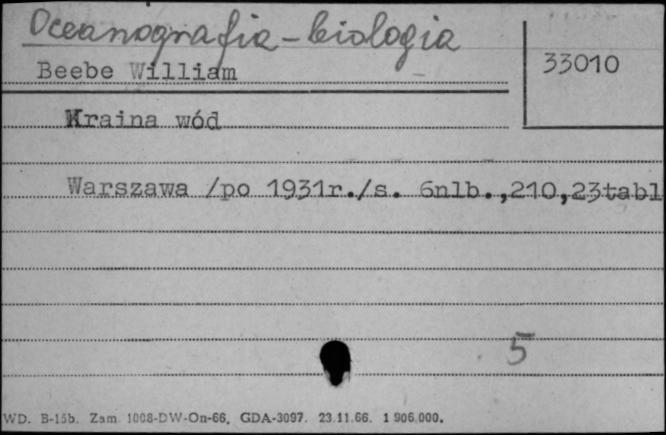 Oceanografia - biologia
Beebe William
33010
Kraina wód
Warszawa /po 1931r./s. 6nlb.,210,23tabl
5
WD. B-15b. Zam. 1008-DW-On-66. GDA-3097. 23.11.66. 1 906.000.